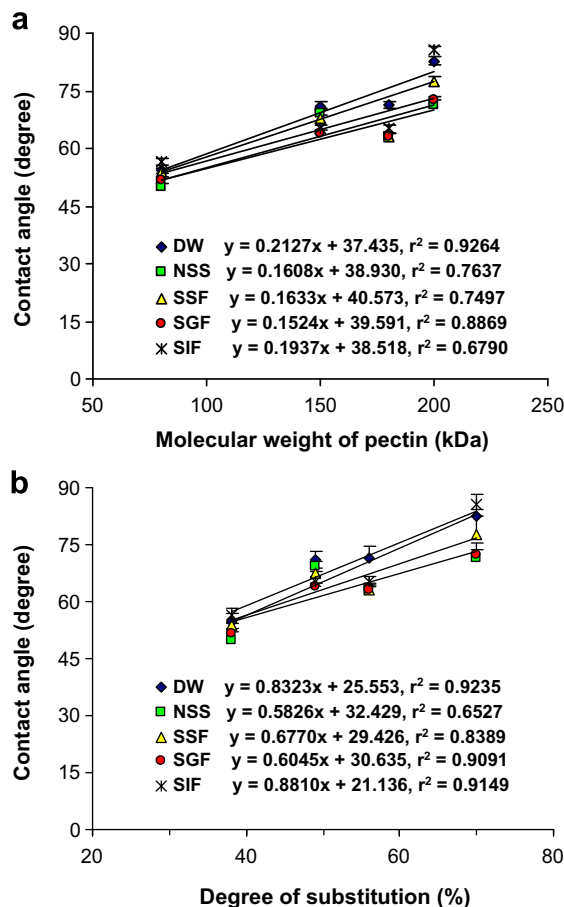 a
90
75
60
45
30
15
0
Contact angle (degree)
DW y = 0.2127x + 37.435, r² = 0.9264
NSS y = 0.1608x + 38.930, r² = 0.7637
SSF y = 0.1633x + 40.573, r² = 0.7497
SGF y = 0.1524x + 39.591, r² = 0.8869
SIF y = 0.1937x + 38.518, r² = 0.6790
50 100 150 200 250
Molecular weight of pectin (kDa)
b
90
75
60
45
30
15
0
Contact angle (degree)
DW y = 0.8323x + 25.553, r² = 0.9235
NSS y = 0.5826x + 32.429, r² = 0.6527
SSF y = 0.6770x + 29.426, r² = 0.8389
SGF y = 0.6045x + 30.635, r² = 0.9091
SIF y = 0.8810x + 21.136, r² = 0.9149
20 40 60 80
Degree of substitution (%)